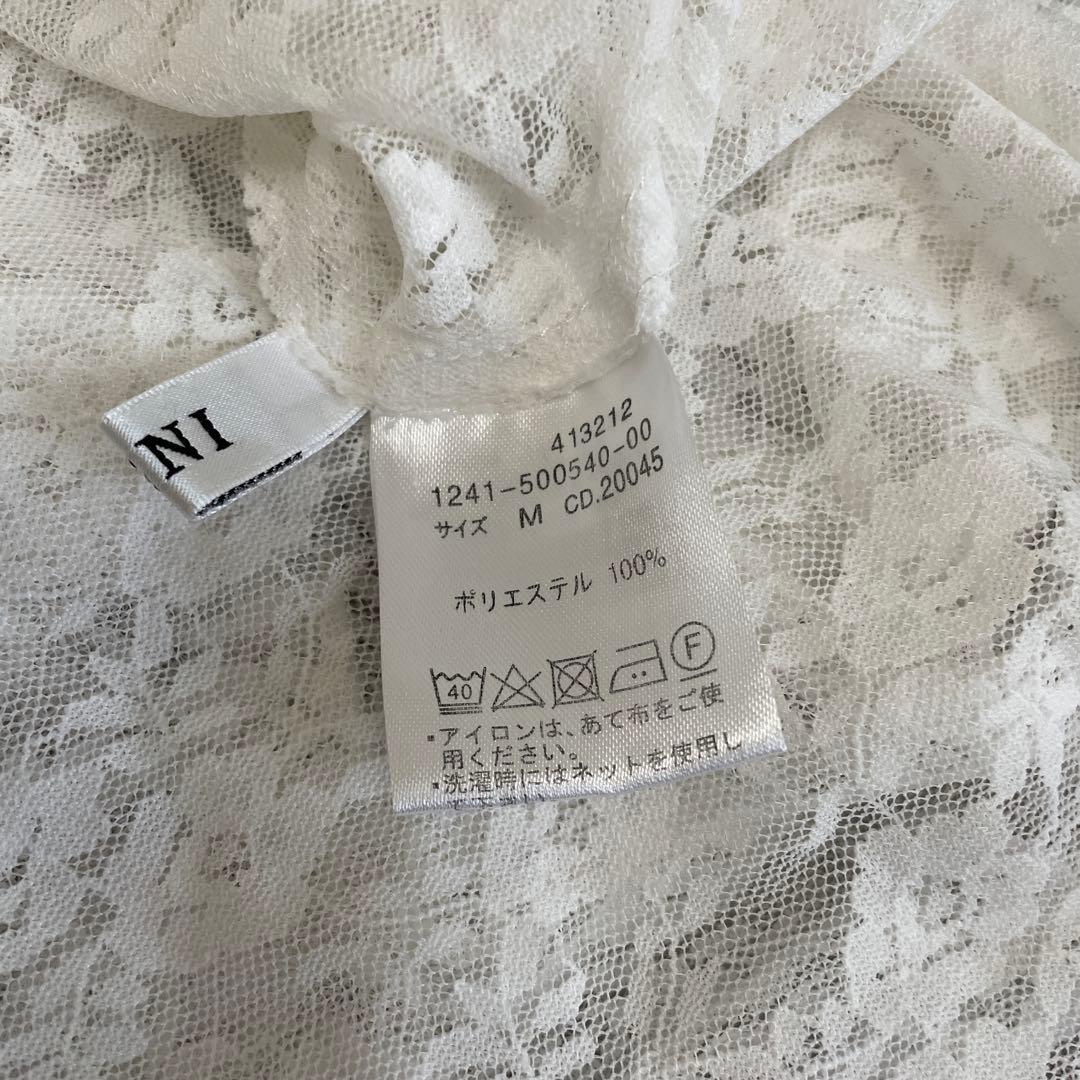 NI
413212
1241-500540-00
サイズ M CD.20045
ポリエステル 100%
40 F
・アイロンは、あて布をご使
用ください。
・洗濯時にはネットを使用し